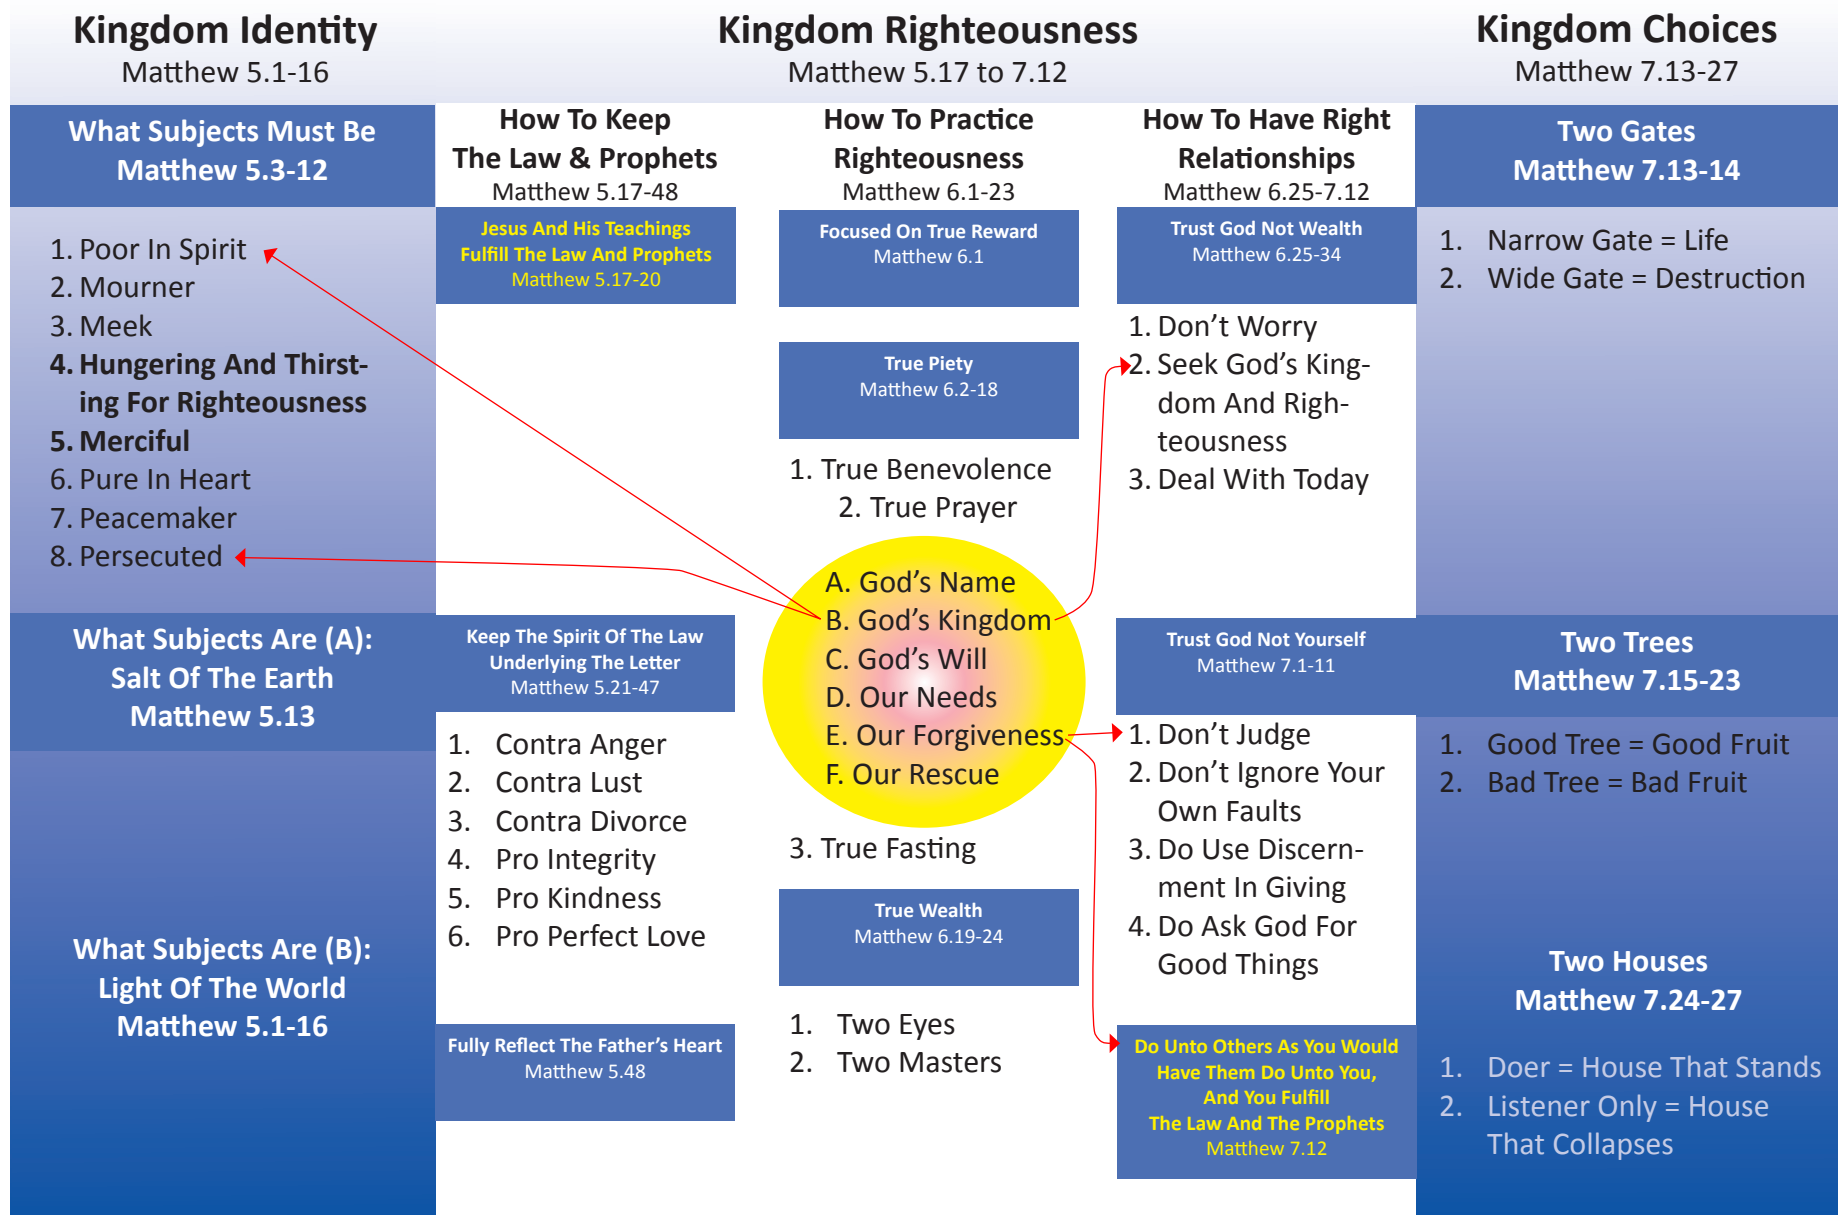 Kingdom Identity
Matthew 5.1-16
Kingdom Righteousness
Matthew 5.17 to 7.12
Kingdom Choices
Matthew 7.13-27
What Subjects Must Be
Matthew 5.3-12
1. Poor In Spirit
2. Mourner
3. Meek
4. Hungering And Thirst-
ing For Righteousness
5. Merciful
6. Pure In Heart
7. Peacemaker
8. Persecuted
What Subjects Are (A):
Salt Of The Earth
Matthew 5.13
What Subjects Are (B):
Light Of The World
Matthew 5.1-16
How To Keep
The Law & Prophets
Matthew 5.17-48
Jesus And His Teachings
Fulfill The Law And Prophets
Matthew 5.17-20
Keep The Spirit Of The Law
Underlying The Letter
Matthew 5.21-47
1. Contra Anger
2. Contra Lust
3. Contra Divorce
4. Pro Integrity
5. Pro Kindness
6. Pro Perfect Love
Fully Reflect The Father's Heart
Matthew 5.48
How To Practice
Righteousness
Matthew 6.1-23
Focused On True Reward
Matthew 6.1
True Piety
Matthew 6.2-18
1. True Benevolence
2. True Prayer
A. God's Name
B. God's Kingdom
C. God's Will
D. Our Needs
E. Our Forgiveness
F. Our Rescue
3. True Fasting
True Wealth
Matthew 6.19-24
1. Two Eyes
2. Two Masters
How To Have Right
Relationships
Matthew 6.25-7.12
Trust God Not Wealth
Matthew 6.25-34
1. Don't Worry
2. Seek God's King-
dom And Righ-
teousness
3. Deal With Today
Trust God Not Yourself
Matthew 7.1-11
1. Don't Judge
2. Don't Ignore Your
Own Faults
3. Do Use Discern-
ment In Giving
4. Do Ask God For
Good Things
Do Unto Others As You Would
Have Them Do Unto You,
And You Fulfill
The Law And The Prophets
Matthew 7.12
Two Gates
Matthew 7.13-14
1. Narrow Gate = Life
2. Wide Gate = Destruction
Two Trees
Matthew 7.15-23
1. Good Tree = Good Fruit
2. Bad Tree = Bad Fruit
Two Houses
Matthew 7.24-27
1. Doer = House That Stands
2. Listener Only = House
That Collapses